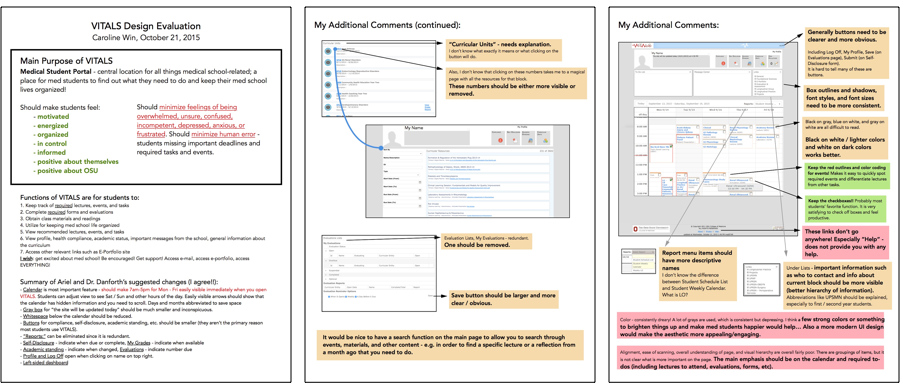 VITALS Design Evaluation
Caroline Win, October 21, 2015
Main Purpose of VITALS
Medical Student Portal - central location for all things medical school-related; a
place for med students to find out what they need to do and keep their med school
lives organized!
Should make students feel:
- motivated
- energized
- organized
- in control
- informed
- positive about themselves
- positive about OSU
Should minimize feelings of being
overwhelmed, unsure, confused,
incompetent, depressed, anxious, or
frustrated. Should minimize human error -
students missing important deadlines and
required tasks and events.
Functions of VITALS are for students to:
1. Keep track of required lectures, events, and tasks
2. Complete required forms and evaluations
3. Obtain class materials and readings
4. Utilize for keeping med school life organized
5. View recommended lectures, events, and tasks
6. View profile, health compliance, academic status, important messages from the school, general information about
the curriculum
7. Access other relevant links such as E-Portfolio site
I wish: get excited about med school! Be encouraged! Get support! Access e-mail, access e-portfolio, access
EVERYTHING!
Summary of Ariel and Dr. Danforth's suggested changes (I agree!):
- Calendar is most important feature - should make 7am-5pm for Mon - Fri easily visible immediately when you open
VITALS. Students can adjust view to see Sat / Sun and other hours of the day. Easily visible arrows should show that
the calendar has hidden information and you need to scroll. Days and months abbreviated to save space
- Gray box for "the site will be updated today" should be much smaller and inconspicuous.
- Whitespace below the calendar should be reduced.
- Buttons for compliance, self-disclosure, academic standing, etc. should be smaller (they aren't the primary reason
most students use VITALS).
- "Reports:" can be eliminated since it is redundant.
- Self-Disclosure - indicate when due or complete, My Grades - indicate when available
- Academic standing - indicate when changed, Evaluations - indicate number due
- Profile and Log Off open when clicking on name on top right.
- Left-sided dashboard
My Additional Comments (continued):
"Curricular Units" - needs explanation.
I don't know what exactly it means or what clicking on the
button will do.
Also, I don't know that clicking on these numbers takes me to a magical
page with all the resources for that block.
These numbers should be either more visible or
removed.
My Name
Evaluation Lists, My Evaluations - redundant.
One should be removed.
Save button should be larger and more
clear / obvious.
It would be nice to have a search function on the main page to allow you to search through
events, materials, and other content - e.g. in order to find a specific lecture or a reflection from
a month ago that you need to do.
My Additional Comments:
VITALS
My Name
Generally buttons need to be
clearer and more obvious.
Including Log Off, My Profile, Save (on
Evaluations page), Submit (on Self-
Disclosure form).
It is hard to tell many of these are
buttons.
Box outlines and shadows,
font styles, and font sizes
need to be more consistent.
Black on gray, blue on white, and gray on
white are all difficult to read.
Black on white / lighter colors
and white on dark colors
works better.
Keep the red outlines and color coding
for events! Makes it easy to quickly spot
required events and differentiate lectures
from other tasks.
Keep the checkboxes!! Probably most
students' favorite function. It is very
satisfying to check off boxes and feel
productive.
These links don't go
anywhere! Especially "Help" -
does not provide you with any
help.
Report menu items should
have more descriptive
names
I don't know the difference
between Student Schedule List
and Student Weekly Calendar.
What is LO?
Under Lists - important information such
as who to contact and info about
current block should be more visible
(better hierarchy of information).
Abbreviations like UPSMN should be explained,
especially to first / second year students.
Color - consistently dreary! A lot of grays are used, which is consistent but depressing. I think a few strong colors or something
to brighten things up and make med students happier would help... Also a more modern UI design
would make the aesthetic more appealing/engaging.
Alignment, ease of scanning, overall understanding of page, and visual hierarchy are overall fairly poor. There are groupings of items, but it
is not clear what is more important on the page. The main emphasis should be on the calendar and required to-
dos (including lectures to attend, evaluations, forms, etc).